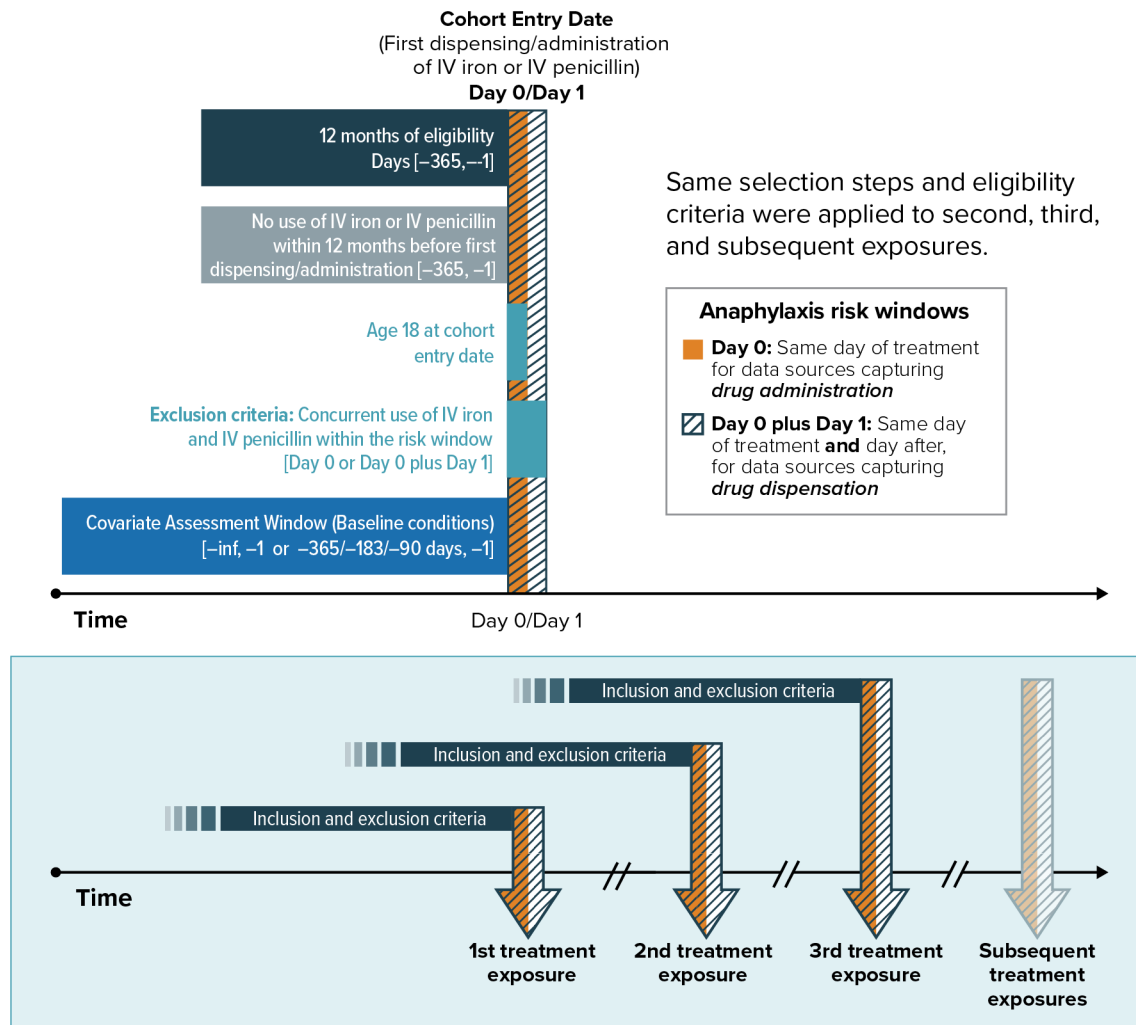 Cohort Entry Date
(First dispensing/administration
of IV iron or IV penicillin)
Day 0/Day 1
12 months of eligibility
Days [–365,–-1]
No use of IV iron or IV penicillin
within 12 months before first
dispensing/administration [–365, –1]
Age 18 at cohort
entry date
Exclusion criteria: Concurrent use of IV iron
and IV penicillin within the risk window
[Day 0 or Day 0 plus Day 1]
Covariate Assessment Window (Baseline conditions)
[–inf, –1 or –365/–183/–90 days, –1]
Time
Day 0/Day 1
Same selection steps and eligibility
criteria were applied to second, third,
and subsequent exposures.
Anaphylaxis risk windows
Day 0: Same day of treatment
for data sources capturing
drug administration
Day 0 plus Day 1: Same day
of treatment and day after,
for data sources capturing
drug dispensation
Inclusion and exclusion criteria
Inclusion and exclusion criteria
Inclusion and exclusion criteria
Time
1st treatment
exposure
2nd treatment
exposure
3rd treatment
exposure
Subsequent
treatment
exposures